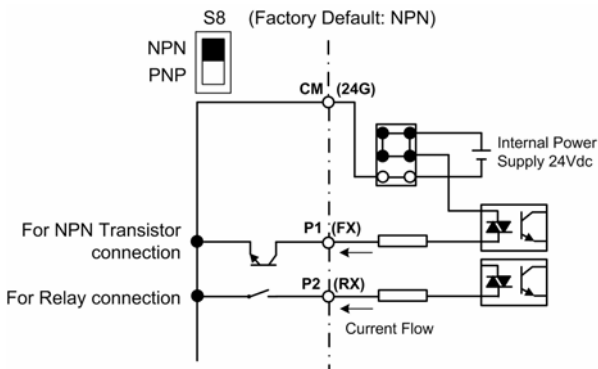 S8 (Factory Default: NPN)
NPN
PNP
CM (24G)
Internal Power
Supply 24Vdc
For NPN Transistor
connection
P1 (FX)
For Relay connection
P2 (RX)
Current Flow